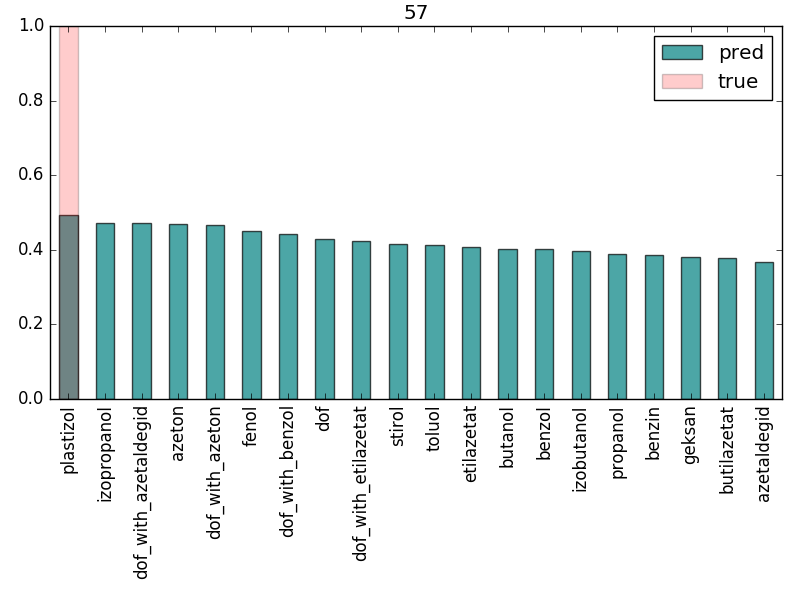 57
1.0
0.8
0.6
0.4
0.2
0.0
pred
true
plastizol
izopropanol
dof_with_azetaldegid
azeton
dof_with_azeton
fenol
dof_with_benzol
dof
dof_with_etilazetat
stirol
toluol
etilazetat
butanol
benzol
izobutanol
propanol
benzin
geksan
butilazetat
azetaldegid